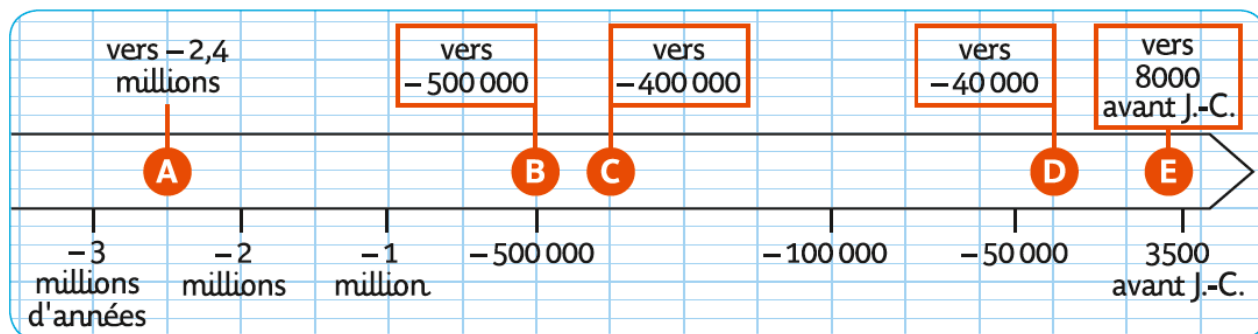 vers – 2,4
millions
vers
– 500 000
vers
– 400 000
vers
– 40 000
vers
8000
avant J.-C.
A
B
C
D
E
– 3
millions
d'années
– 2
millions
– 1
million
– 500 000
– 100 000
– 50 000
3500
avant J.-C.